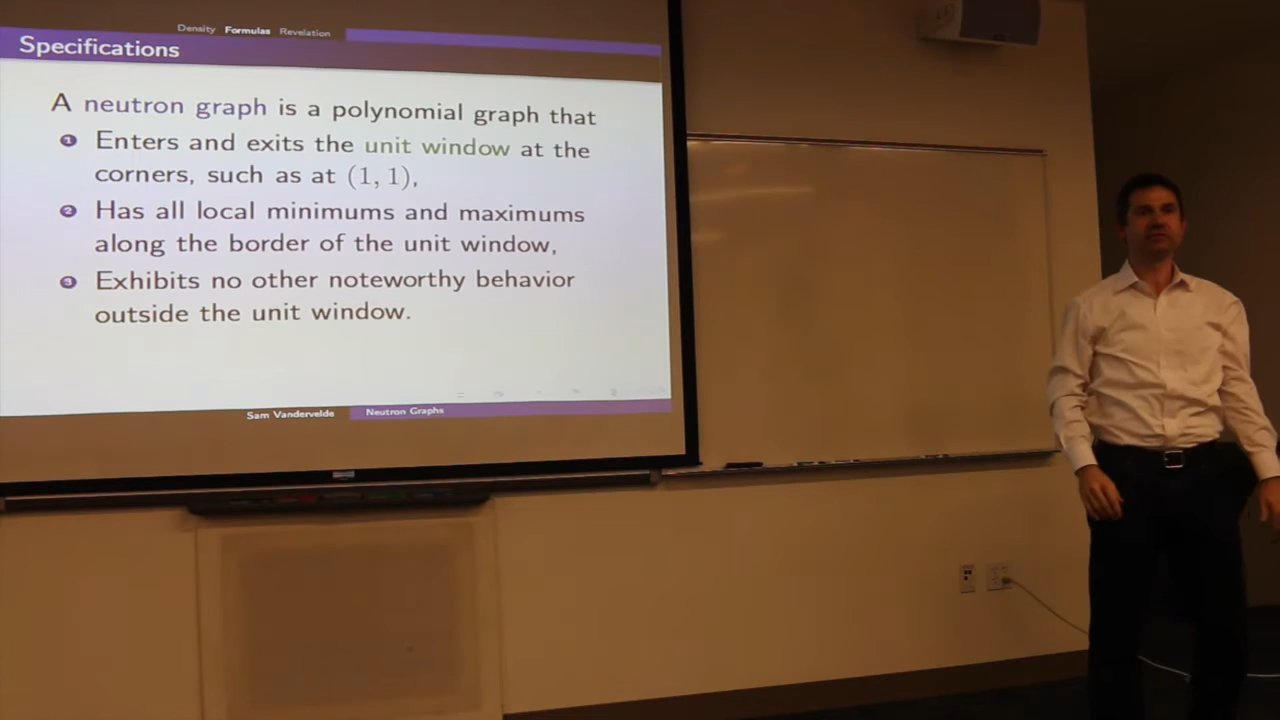 Density Formulas Revelation
Specifications
A neutron graph is a polynomial graph that
1 Enters and exits the unit window at the
corners, such as at (1, 1),
2 Has all local minimums and maximums
along the border of the unit window,
3 Exhibits no other noteworthy behavior
outside the unit window.
Sam Vandervelde Neutron Graphs